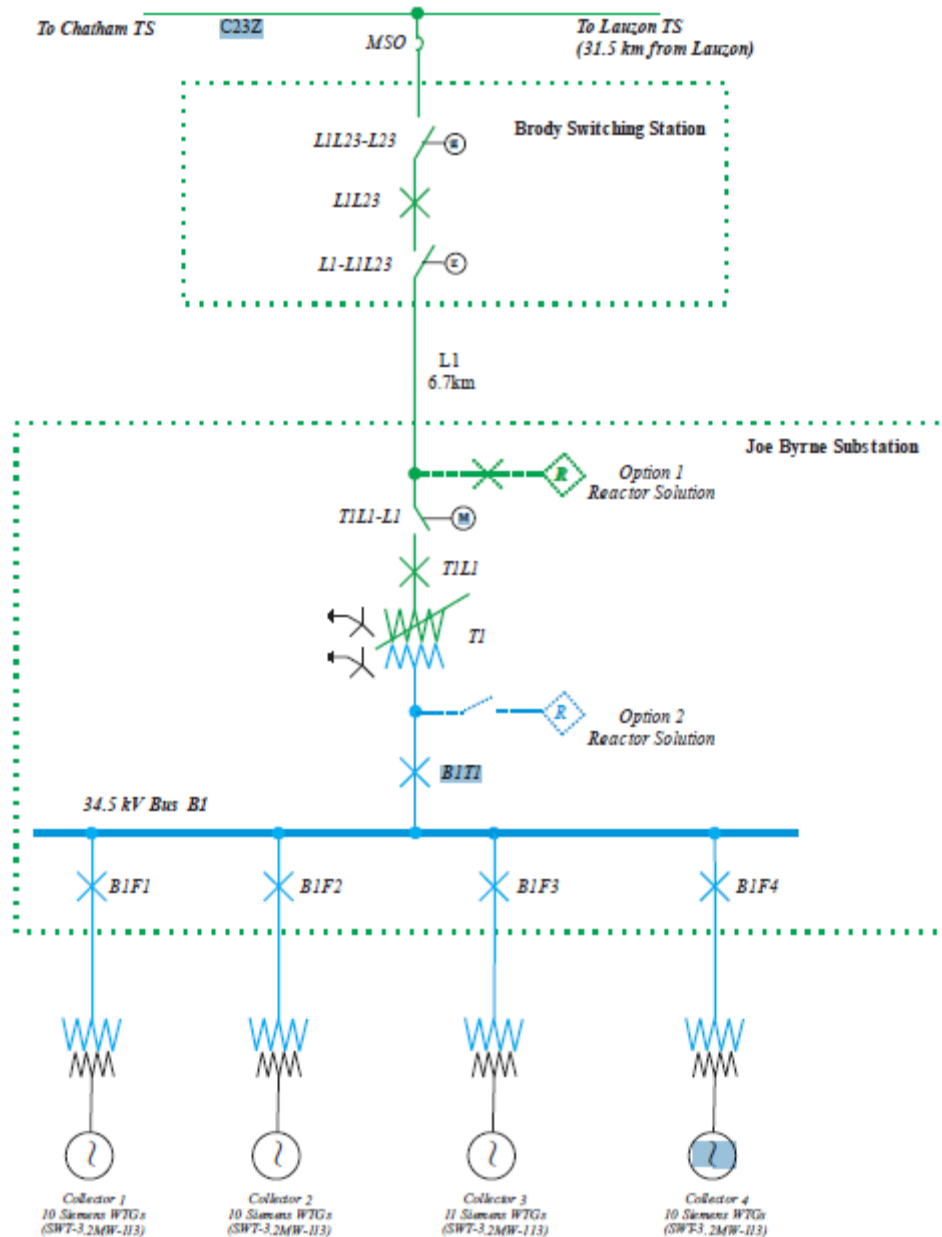 To Chatham TS
C23Z
To Lauzon TS
(31.5 km from Lauzon)
MSO
Brody Switching Station
L1L23-L23
L1L23
L1-L1L23
L1
6.7km
Joe Byrne Substation
R
Option 1
Reactor Solution
T1L1-L1
M
T1L1
T1
R
Option 2
Reactor Solution
B1T1
34.5 kV Bus B1
B1F1
B1F2
B1F3
B1F4
Collector 1
10 Siemens WTGs
(SWT-3.2MW-113)
Collector 2
10 Siemens WTGs
(SWT-3.2MW-113)
Collector 3
11 Siemens WTGs
(SWT-3.2MW-113)
Collector 4
10 Siemens WTGs
(SWT-3.2MW-113)